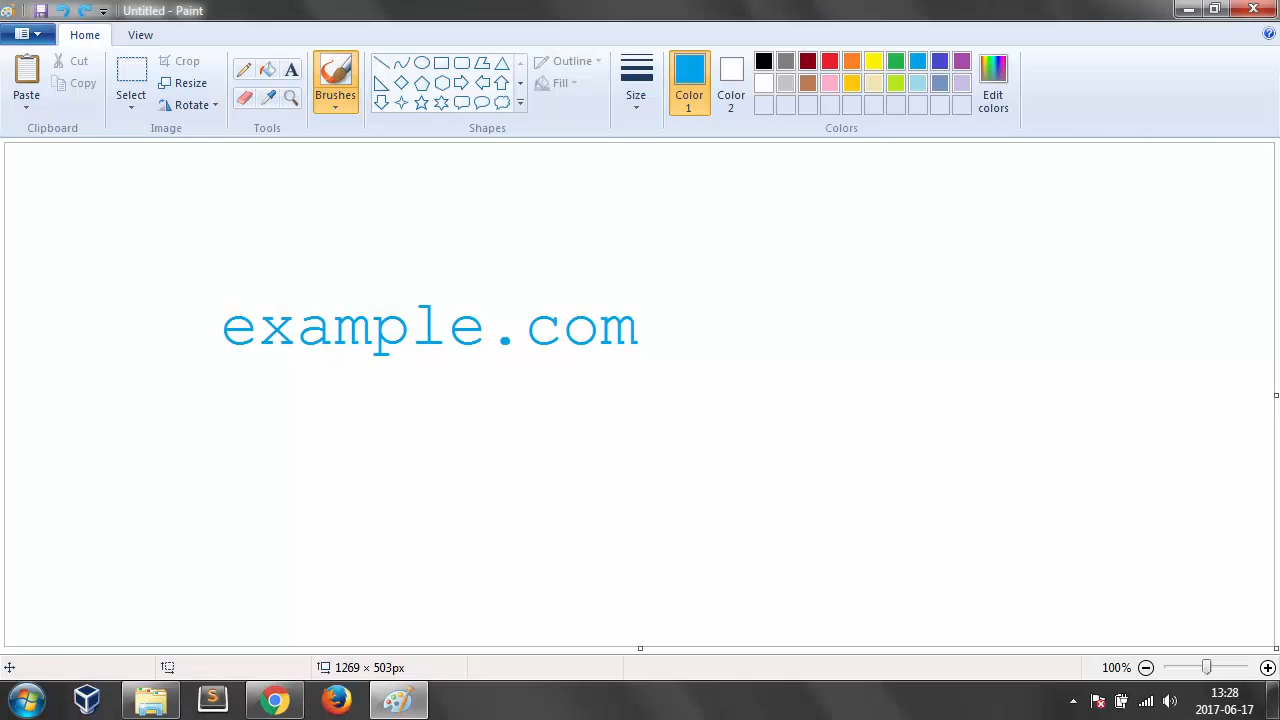 Untitled - Paint
Home View
Paste
Cut
Copy
Clipboard
Select
Crop
Resize
Rotate
Image
A
Tools
Brushes
Shapes
Outline
Fill
Size
Color 1
Color 2
Edit colors
Colors
example.com
1269 × 503px
100%
S
13:28
2017-06-17